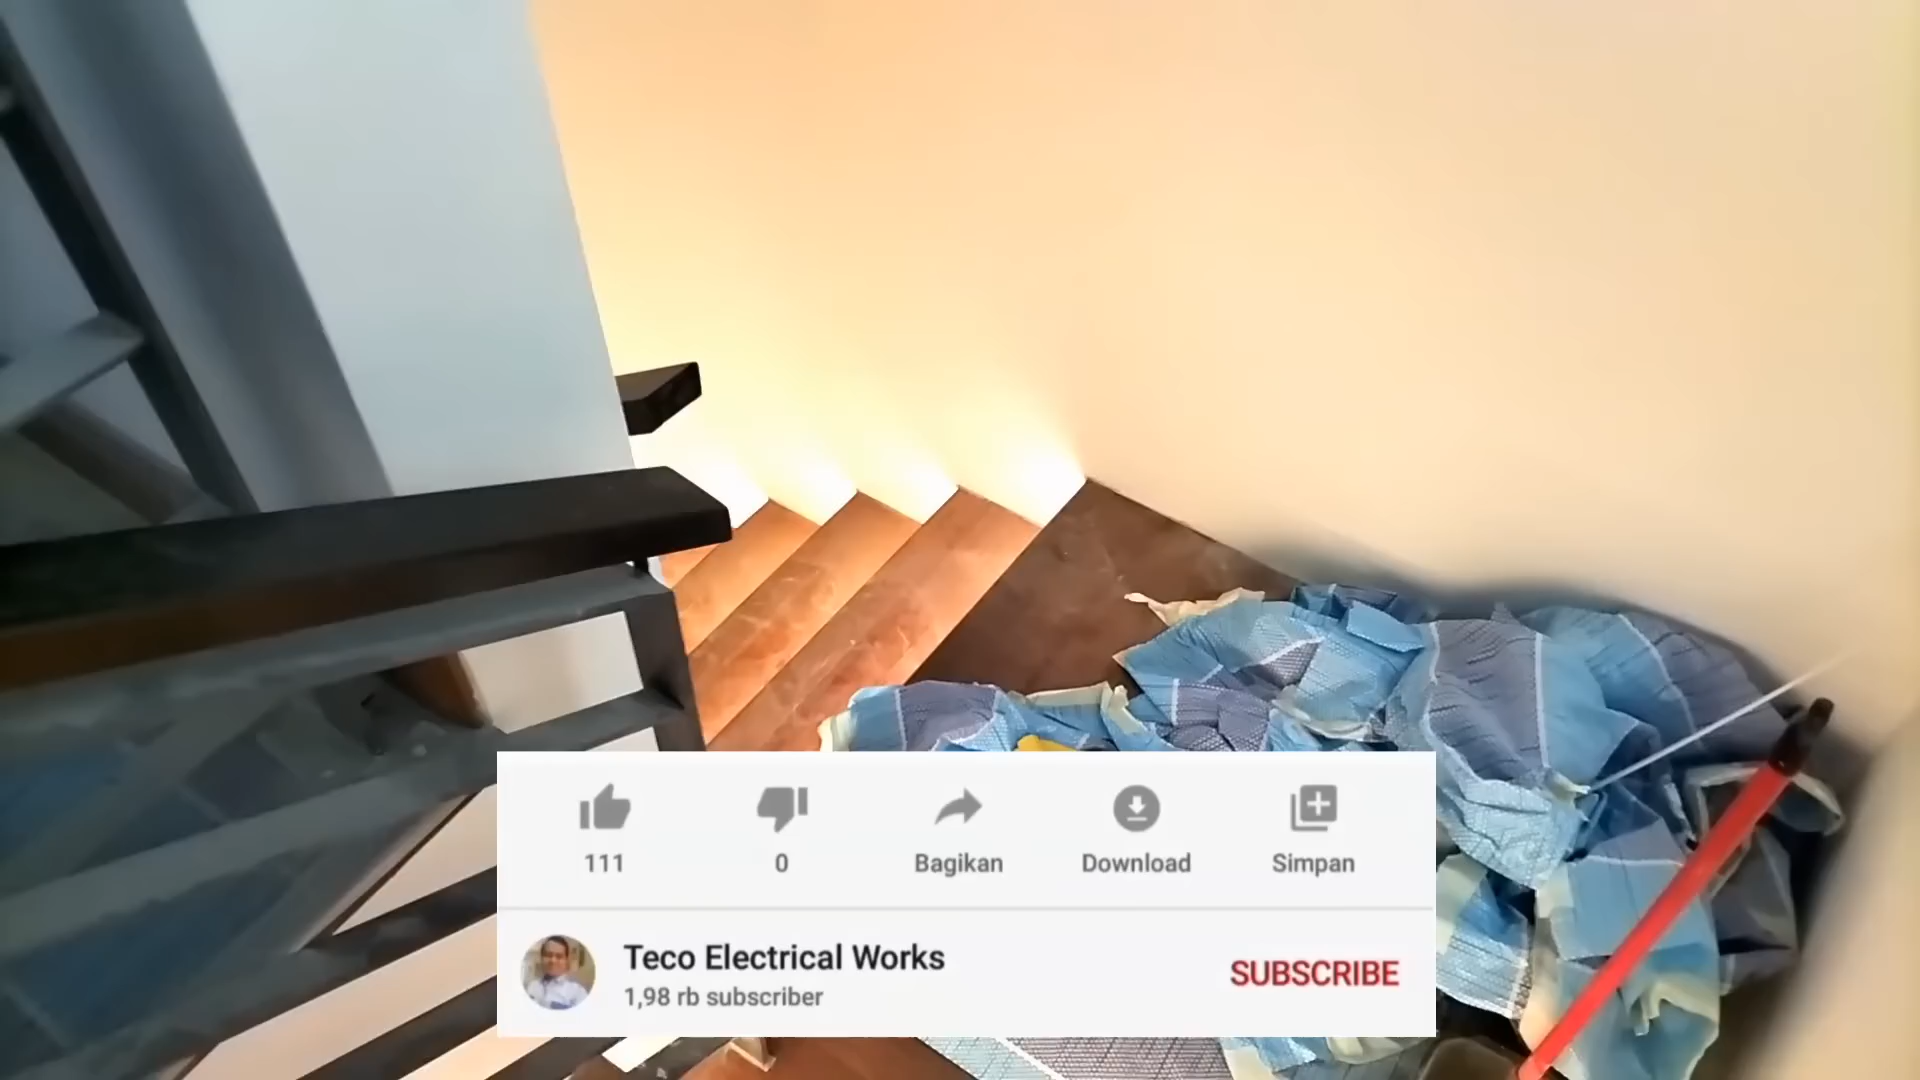 111
0
Bagikan
Download
Simpan
Teco Electrical Works
1,98 rb subscriber
SUBSCRIBE